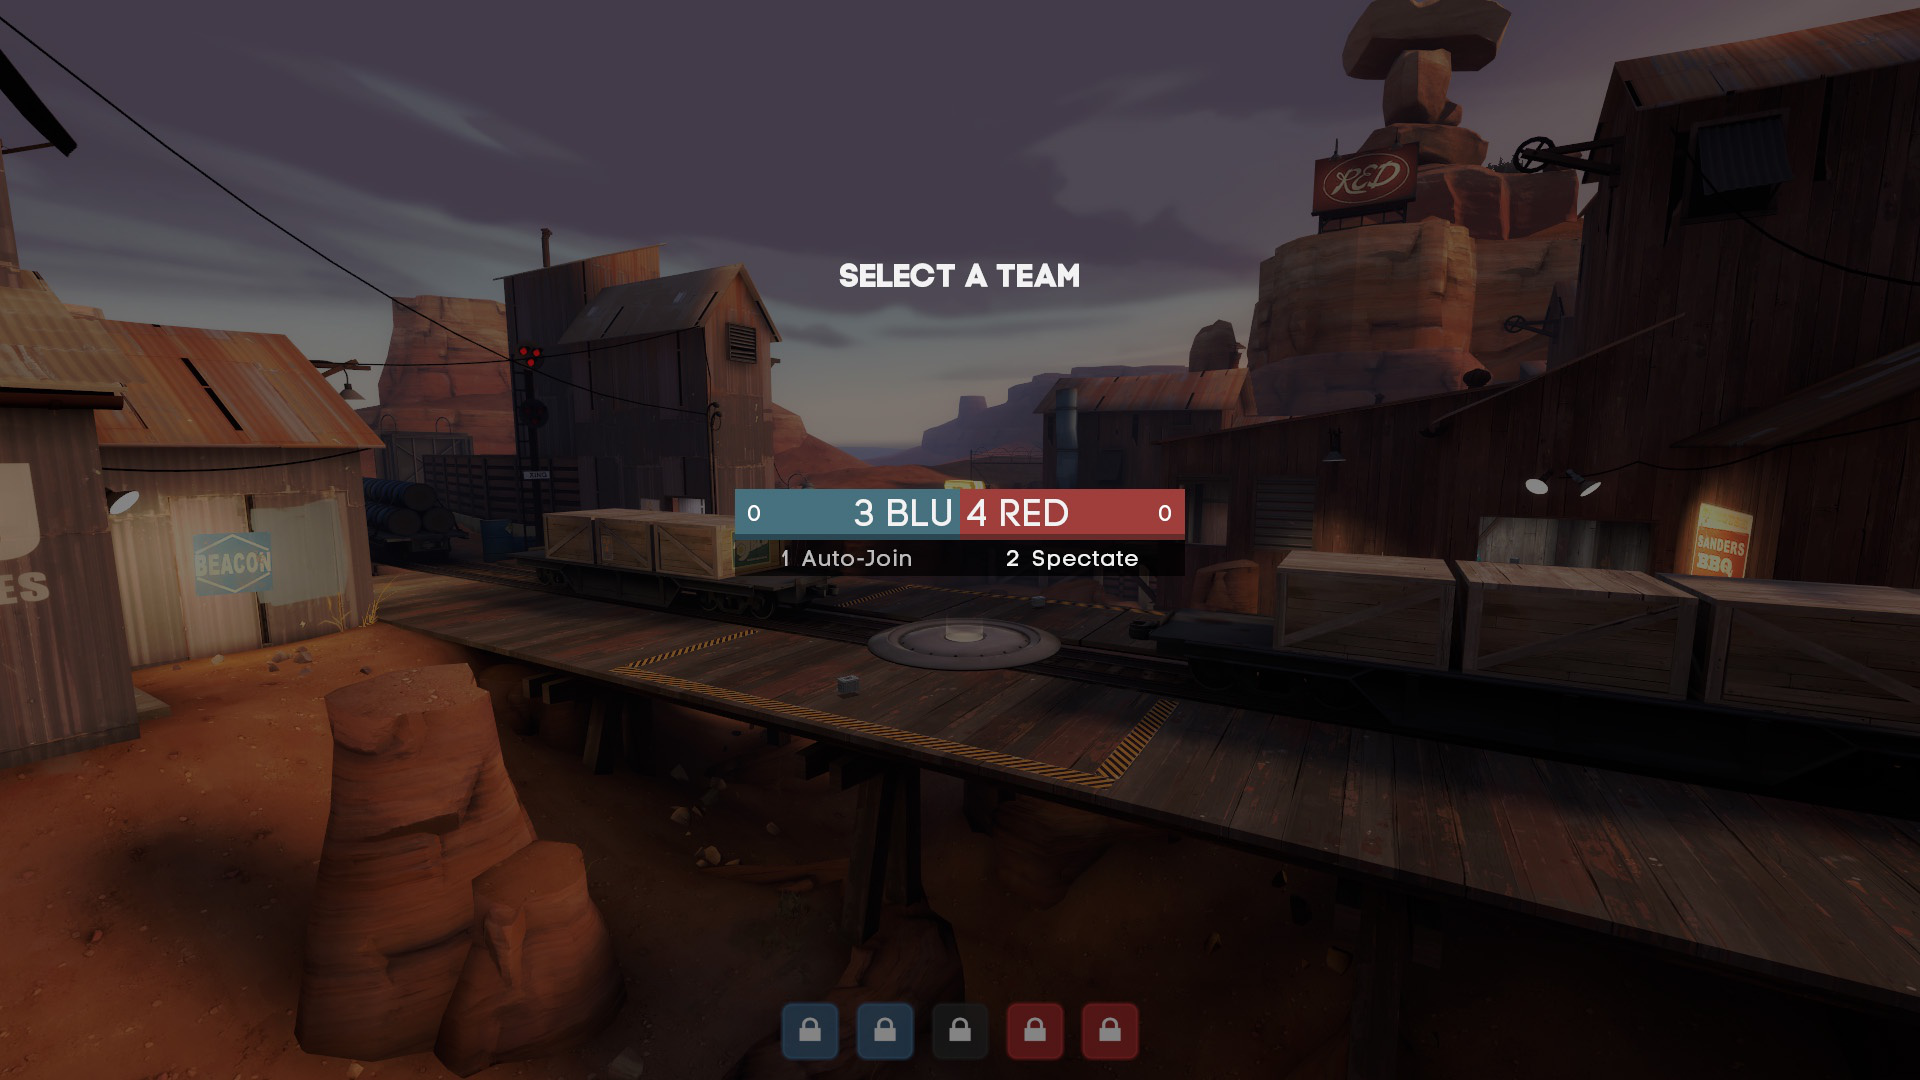 RED
SELECT A TEAM
0 3 BLU 4 RED 0
1 Auto-Join 2 Spectate
BEACON
SANDERS
BBQ
ES